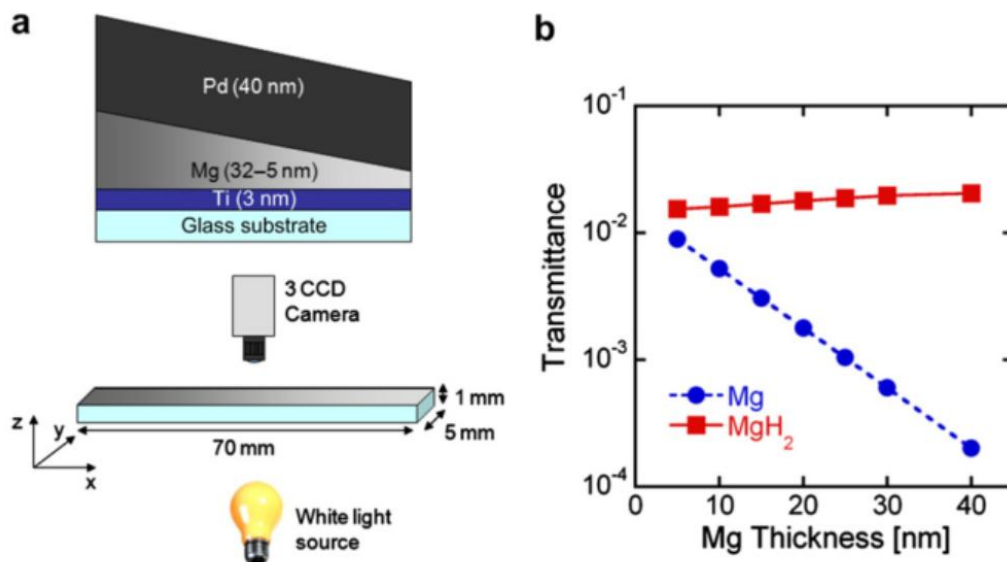 a
Pd (40 nm)
Mg (32–5 nm)
Ti (3 nm)
Glass substrate
3 CCD
Camera
1 mm
5 mm
70 mm
z
y
x
White light
source
b
Transmittance
10⁻¹
10⁻²
10⁻³
10⁻⁴
Mg
MgH₂
0 10 20 30 40
Mg Thickness [nm]